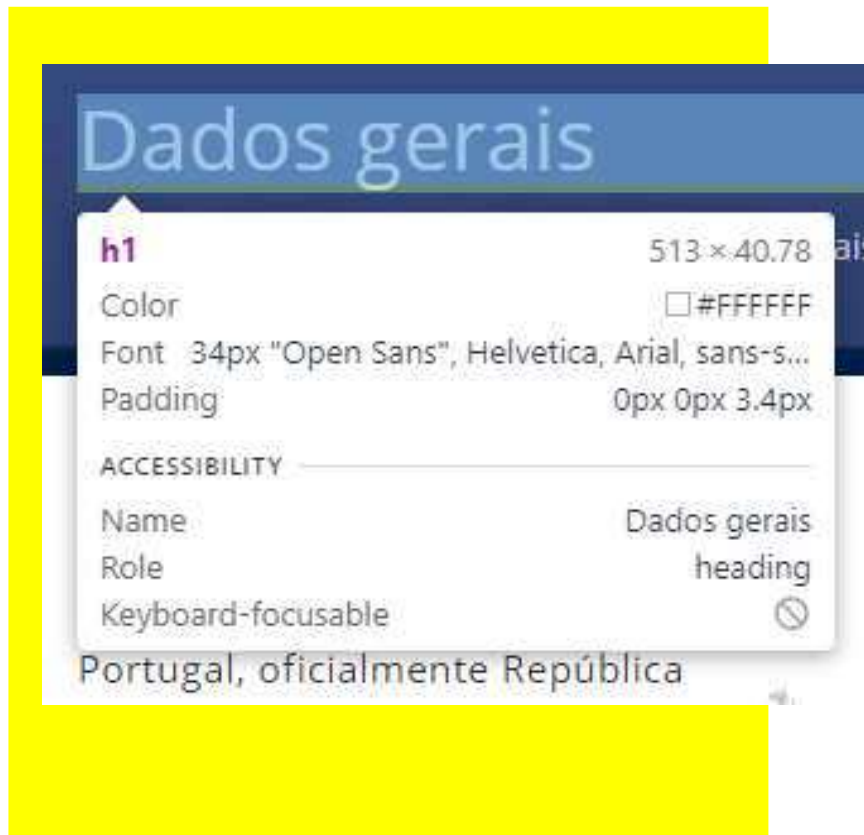 Dados gerais
h1 513 × 40.78
ais
Color #FFFFFF
Font 34px "Open Sans", Helvetica, Arial, sans-s...
Padding 0px 0px 3.4px
ACCESSIBILITY
Name Dados gerais
Role heading
Keyboard-focusable
Portugal, oficialmente República